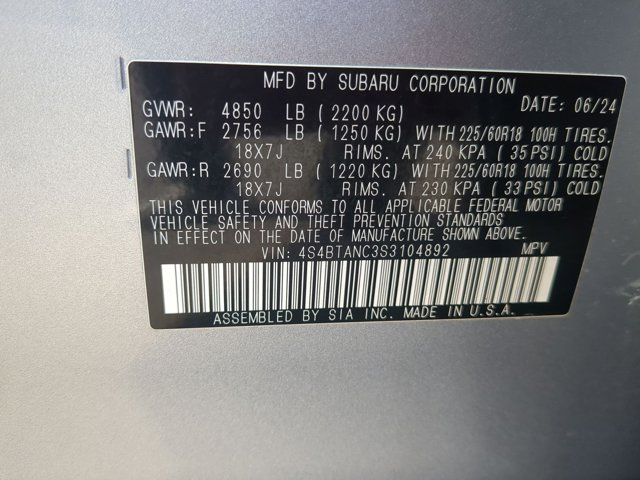 MFD BY SUBARU CORPORATION
DATE: 06/24
GVWR: 4850 LB ( 2200 KG)
GAWR:F 2756 LB ( 1250 KG) WITH 225/60R18 100H TIRES.
18X7J RIMS. AT 240 KPA ( 35 PSI) COLD
GAWR:R 2690 LB ( 1220 KG) WITH 225/60R18 100H TIRES.
18X7J RIMS. AT 230 KPA ( 33 PSI) COLD
THIS VEHICLE CONFORMS TO ALL APPLICABLE FEDERAL MOTOR
VEHICLE SAFETY AND THEFT PREVENTION STANDARDS
IN EFFECT ON THE DATE OF MANUFACTURE SHOWN ABOVE.
VIN: 4S4BTANC3S3104892 MPV
ASSEMBLED BY SIA INC. MADE IN U.S.A.